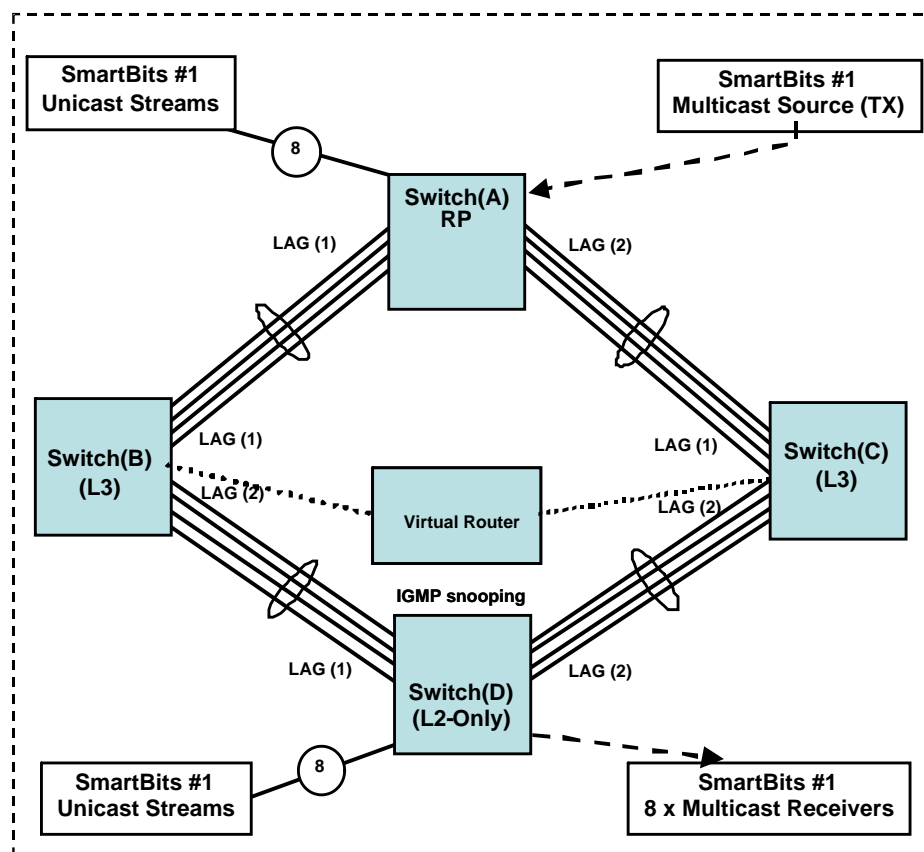 SmartBits #1
Unicast Streams
SmartBits #1
Multicast Source (TX)
8
Switch(A)
RP
LAG (1)
LAG (2)
LAG (1)
LAG (1)
Switch(B)
(L3)
Switch(C)
(L3)
LAG (2)
LAG (2)
Virtual Router
IGMP snooping
LAG (1)
LAG (2)
Switch(D)
(L2-Only)
8
SmartBits #1
Unicast Streams
SmartBits #1
8 x Multicast Receivers